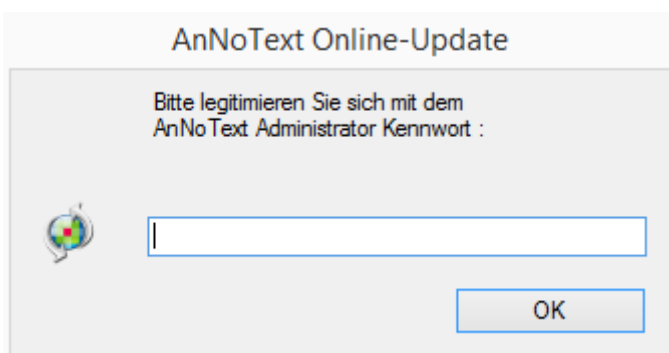 AnNoText Online-Update
Bitte legitimieren Sie sich mit dem
AnNoText Administrator Kennwort :
OK